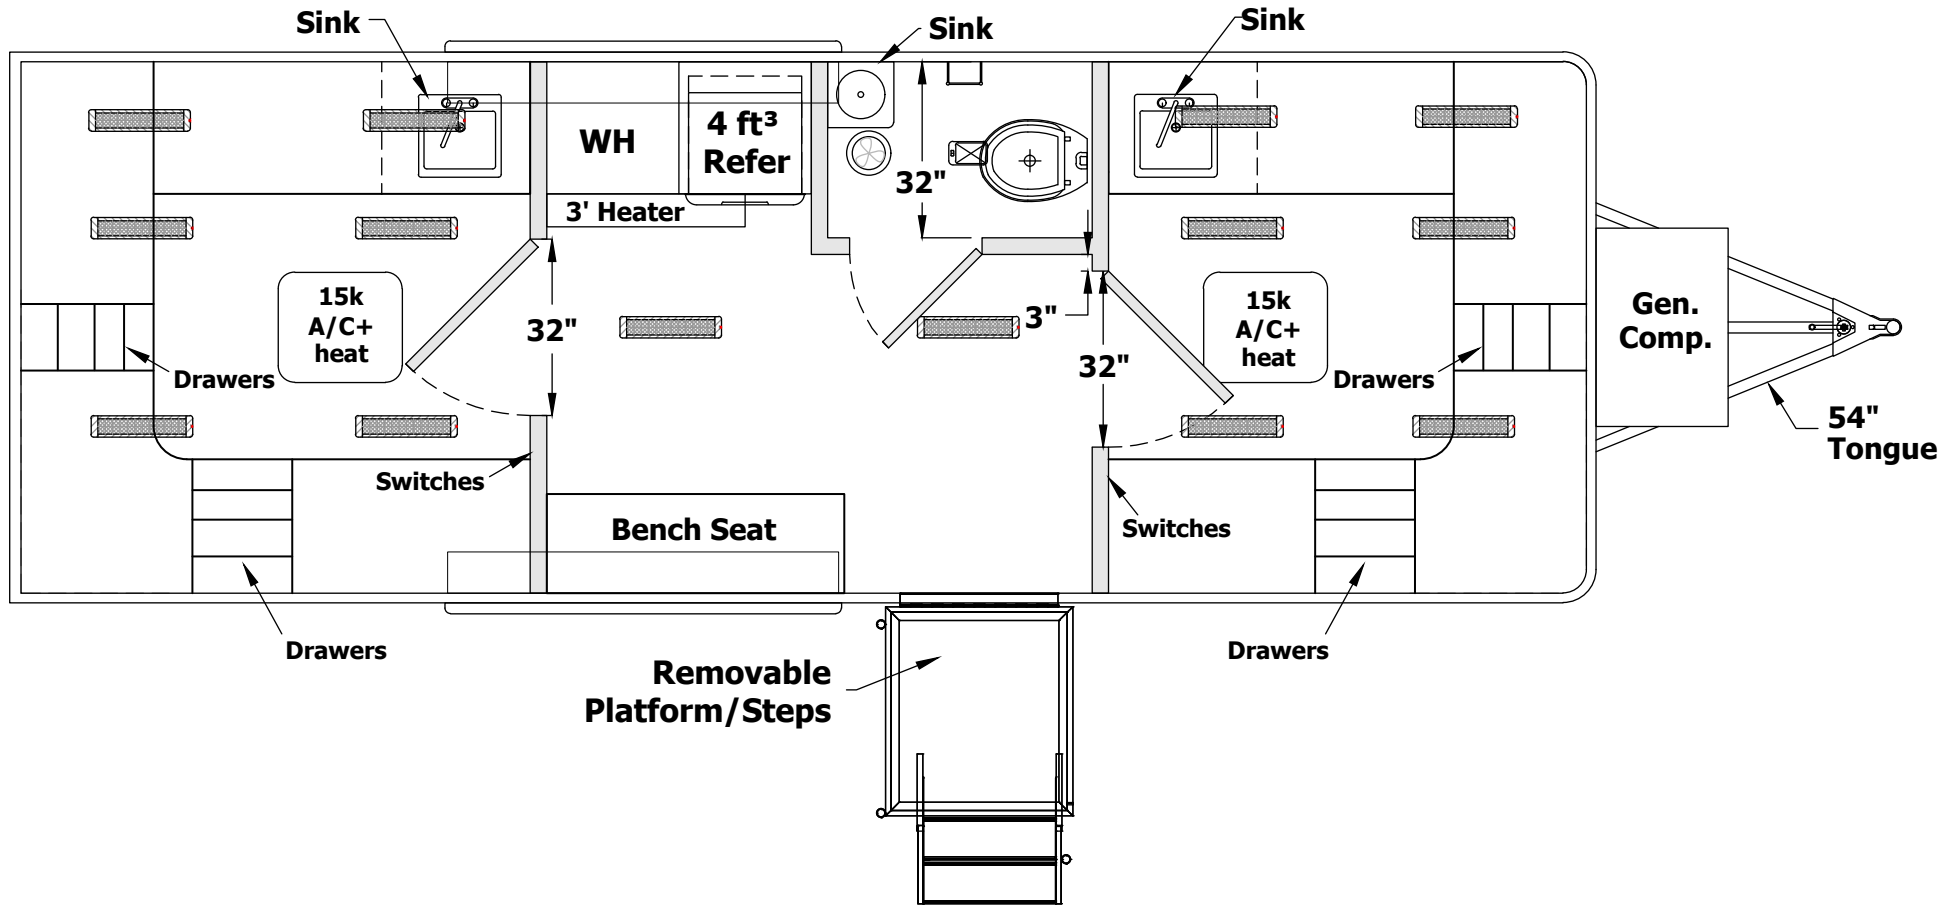 Sink
Sink
Sink
WH
4 ft³
Refer
3' Heater
32"
15k
A/C+
heat
32"
3"
32"
15k
A/C+
heat
Gen.
Comp.
Drawers
Drawers
54"
Tongue
Switches
Switches
Bench Seat
Drawers
Drawers
Removable
Platform/Steps